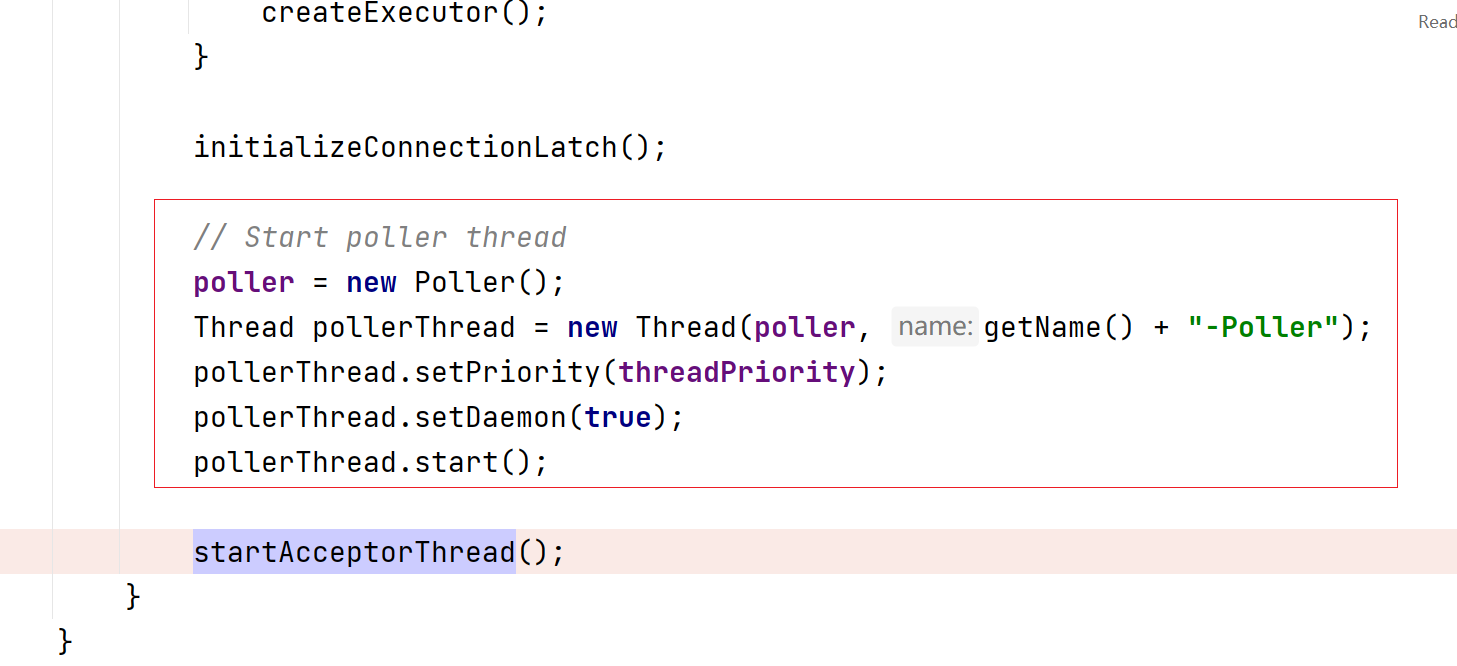 createExecutor();
Read
}
initializeConnectionLatch();
// Start poller thread
poller = new Poller();
Thread pollerThread = new Thread(poller, name: getName() + "-Poller");
pollerThread.setPriority(threadPriority);
pollerThread.setDaemon(true);
pollerThread.start();
startAcceptorThread();
}
}